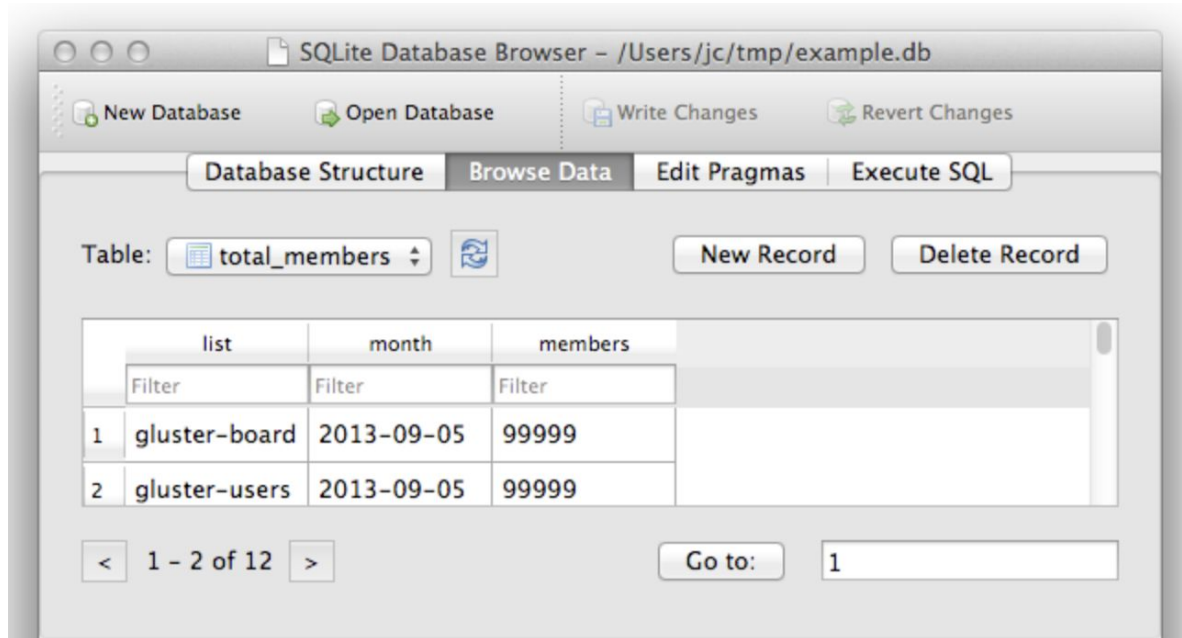 SQLite Database Browser – /Users/jc/tmp/example.db
New Database Open Database Write Changes Revert Changes
Database Structure Browse Data Edit Pragmas Execute SQL
Table: total_members New Record Delete Record
list month members
Filter Filter Filter
1 gluster-board 2013-09-05 99999
2 gluster-users 2013-09-05 99999
< 1 - 2 of 12 > Go to: 1